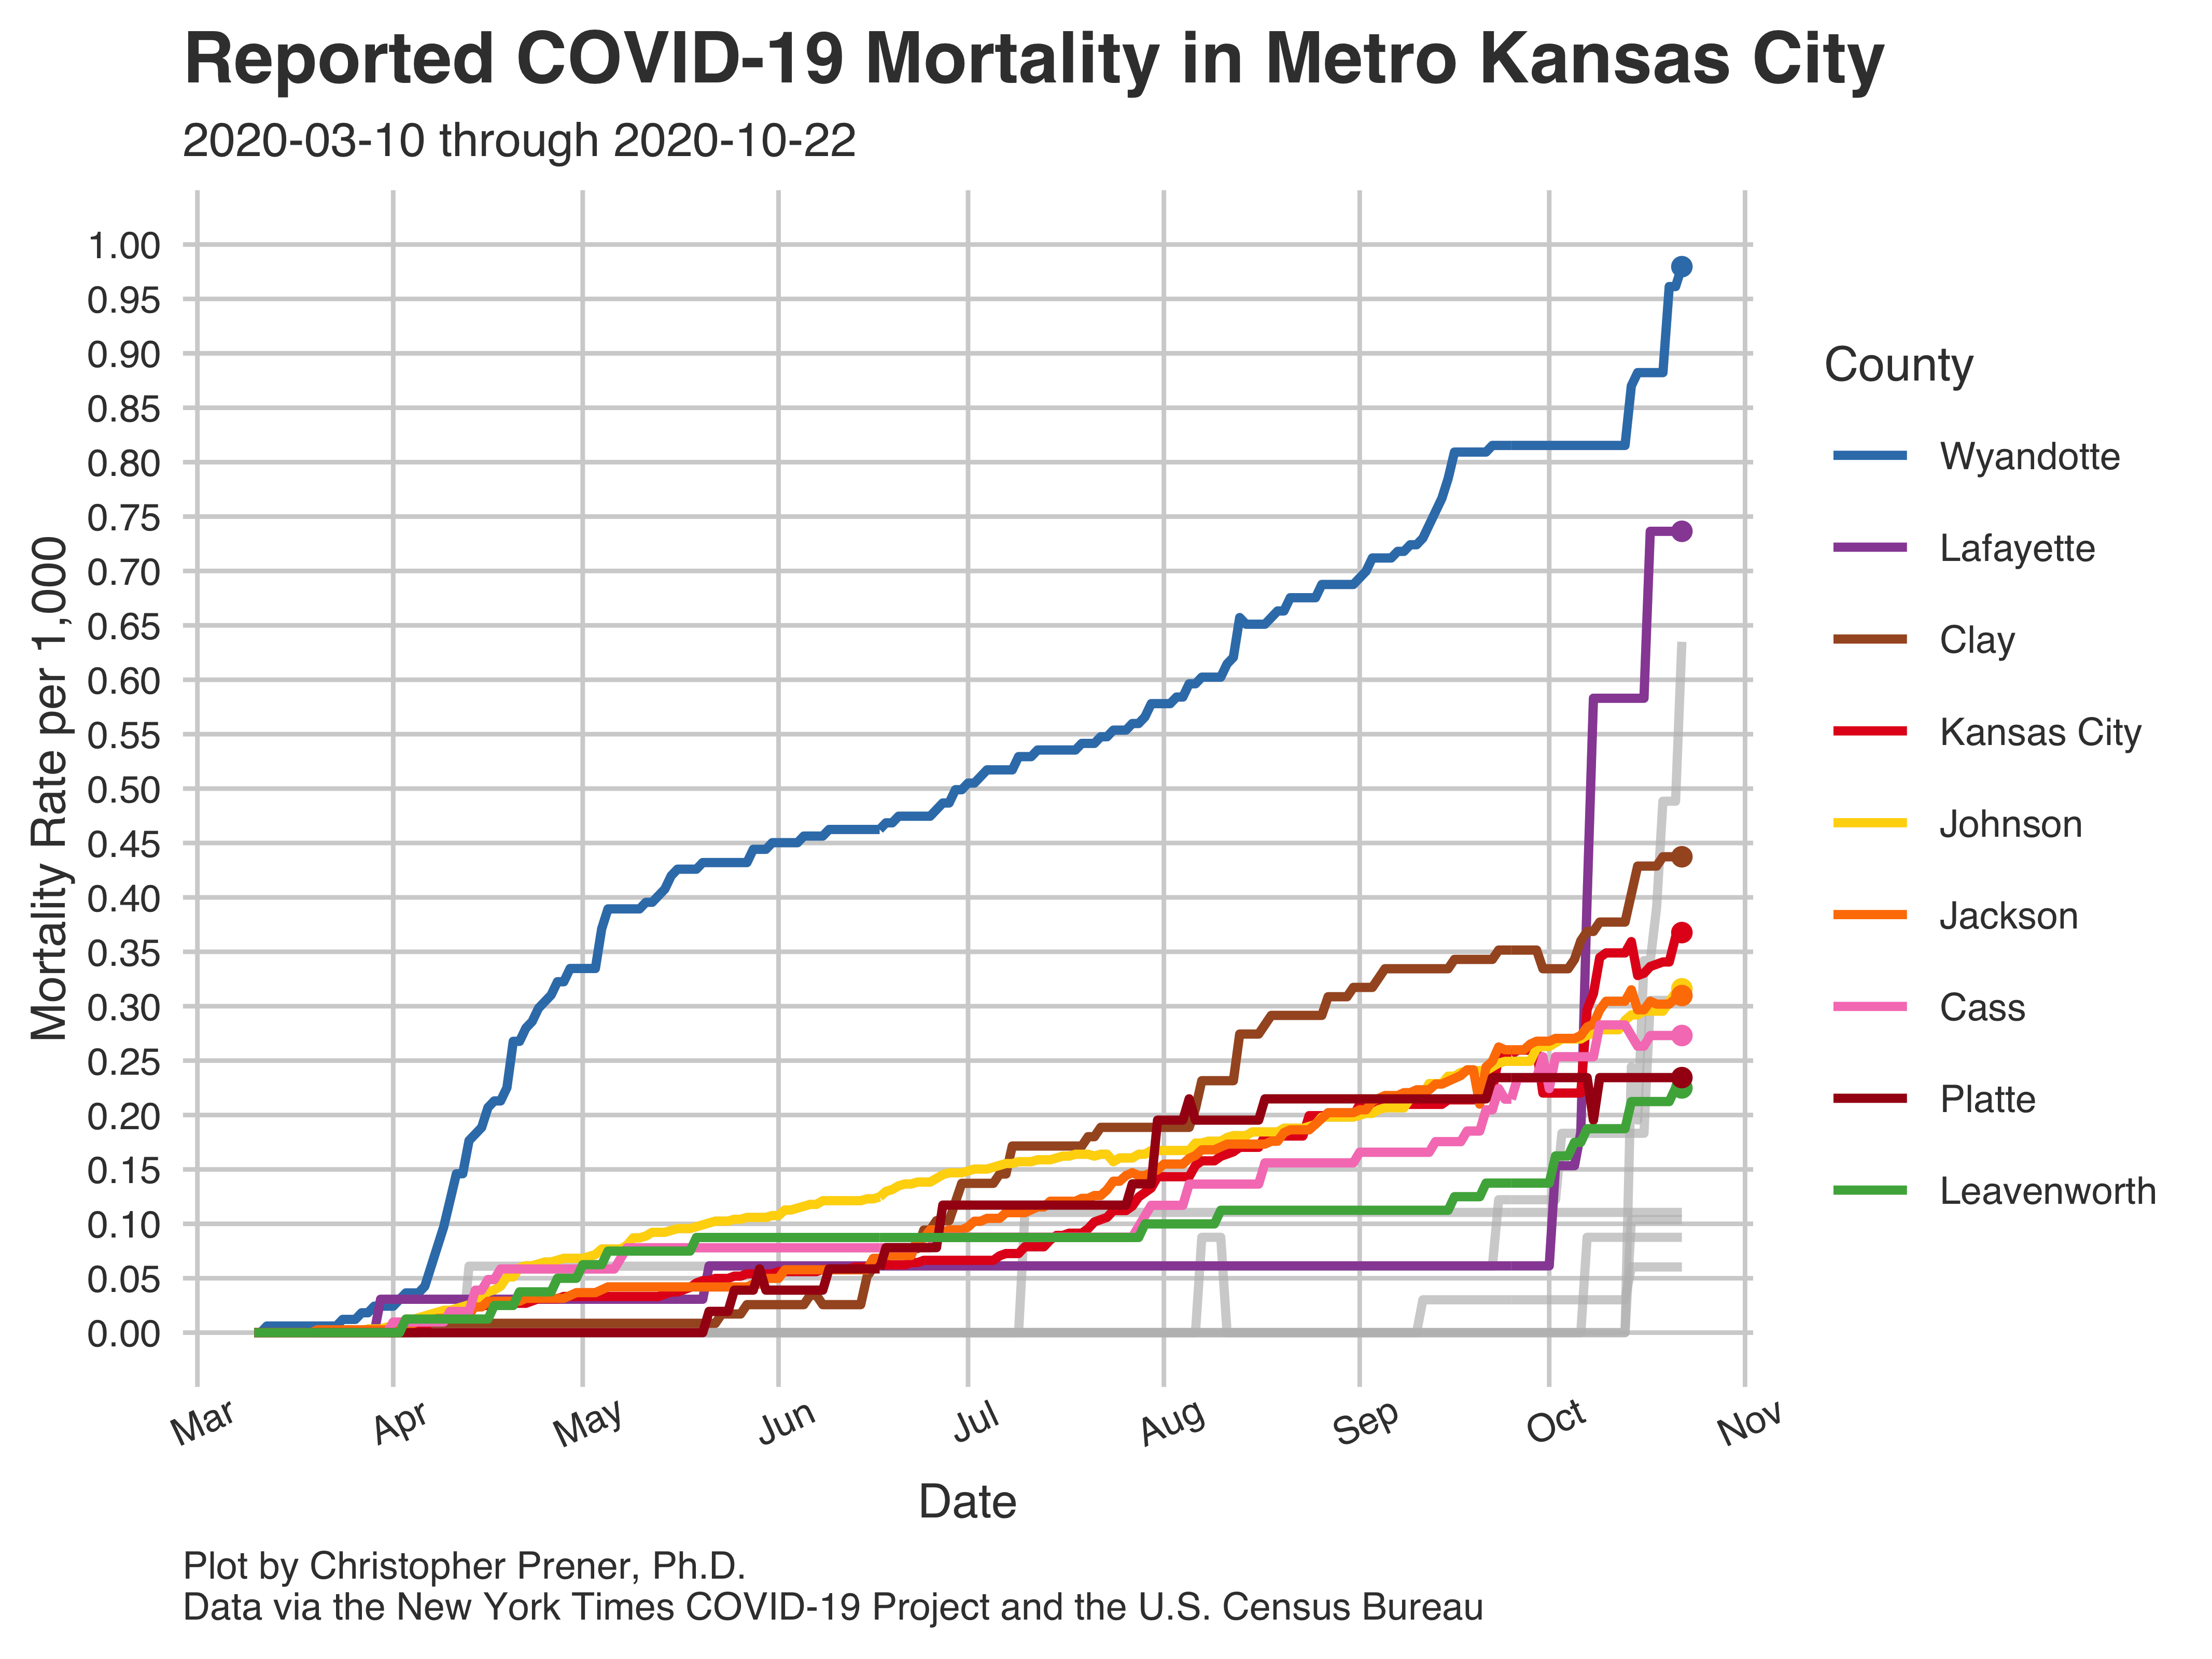 Reported COVID-19 Mortality in Metro Kansas City
2020-03-10 through 2020-10-22
Mortality Rate per 1,000
1.00
0.95
0.90
0.85
0.80
0.75
0.70
0.65
0.60
0.55
0.50
0.45
0.40
0.35
0.30
0.25
0.20
0.15
0.10
0.05
0.00
Mar
Apr
May
Jun
Jul
Aug
Sep
Oct
Nov
Date
County
Wyandotte
Lafayette
Clay
Kansas City
Johnson
Jackson
Cass
Platte
Leavenworth
Plot by Christopher Prener, Ph.D.
Data via the New York Times COVID-19 Project and the U.S. Census Bureau